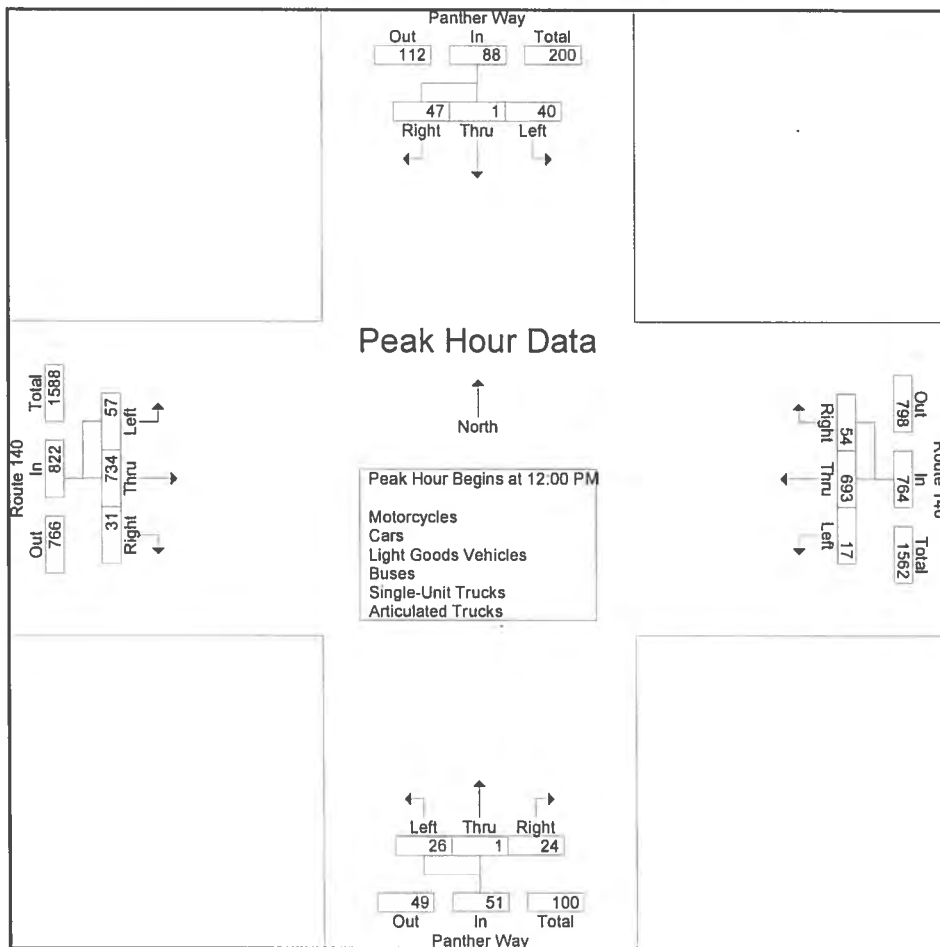 Panther Way
Out In Total
112 88 200
47 1 40
Right Thru Left
Peak Hour Data
North
Peak Hour Begins at 12:00 PM
Motorcycles
Cars
Light Goods Vehicles
Buses
Single-Unit Trucks
Articulated Trucks
Route 140
Out In Total
766 822 1588
31 734 57
Right Thru Left
Route 140
Out In Total
798 764 1562
54 693 17
Right Thru Left
Left Thru Right
26 1 24
49 51 100
Out In Total
Panther Way